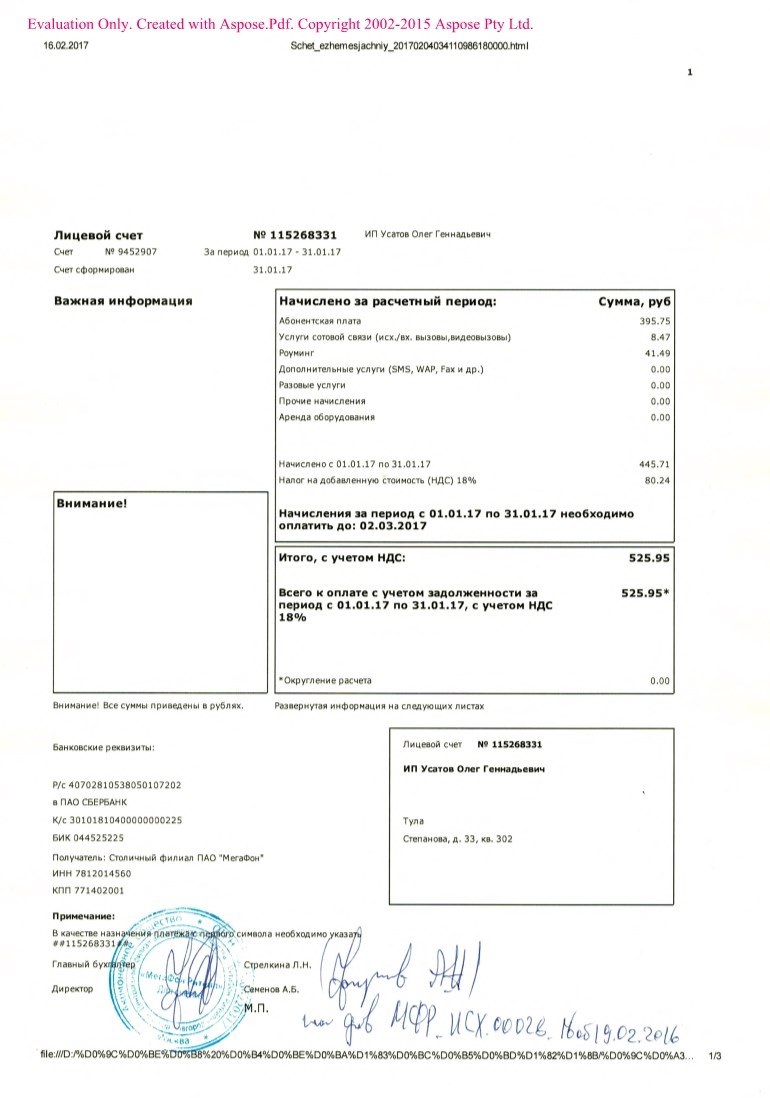 Evaluation Only. Created with Aspose.Pdf. Copyright 2002-2015 Aspose Pty Ltd.
16.02.2017 Schet_ezhemesjachniy_20170204034110986180000.html
1
Лицевой счет № 115268331 ИП Усатов Олег Геннадьевич
Счет № 9452907 За период 01.01.17 - 31.01.17
Счет сформирован 31.01.17
Важная информация
Начислено за расчетный период: Сумма, руб
Абонентская плата 395.75
Услуги сотовой связи (исх./вх. вызовы,видеовызовы) 8.47
Роуминг 41.49
Дополнительные услуги (SMS, WAP, Fax и др.) 0.00
Разовые услуги 0.00
Прочие начисления 0.00
Аренда оборудования 0.00
Начислено с 01.01.17 по 31.01.17 445.71
Налог на добавленную стоимость (НДС) 18% 80.24
Начисления за период с 01.01.17 по 31.01.17 необходимо
оплатить до: 02.03.2017
Внимание!
Итого, с учетом НДС: 525.95
Всего к оплате с учетом задолженности за 525.95*
период с 01.01.17 по 31.01.17, с учетом НДС
18%
*Округление расчета 0.00
Внимание! Все суммы приведены в рублях. Развернутая информация на следующих листах
Банковские реквизиты:
Р/с 40702810538050107202
в ПАО СБЕРБАНК
К/с 30101810400000000225
БИК 044525225
Получатель: Столичный филиал ПАО "МегаФон"
ИНН 7812014560
КПП 771402001
Лицевой счет № 115268331
ИП Усатов Олег Геннадьевич
Тула
Степанова, д. 33, кв. 302
Примечание:
В качестве назначения платежа с первого символа необходимо указать
##115268331##.
Главный бухгалтер Стрелкина Л.Н.
Директор Семенов А.Б.
М.П.
по дов МФР_ИСХ.00026 19.02.2016
«МегаФон Ритейл»
Москва
file:///D:/%D0%9C%D0%BE%D0%B8%20%D0%B4%D0%BE%D0%BA%D1%83%D0%BC%D0%B5%D0%BD%D1%82%D1%8B/%D0%9C%D0%A3... 1/3